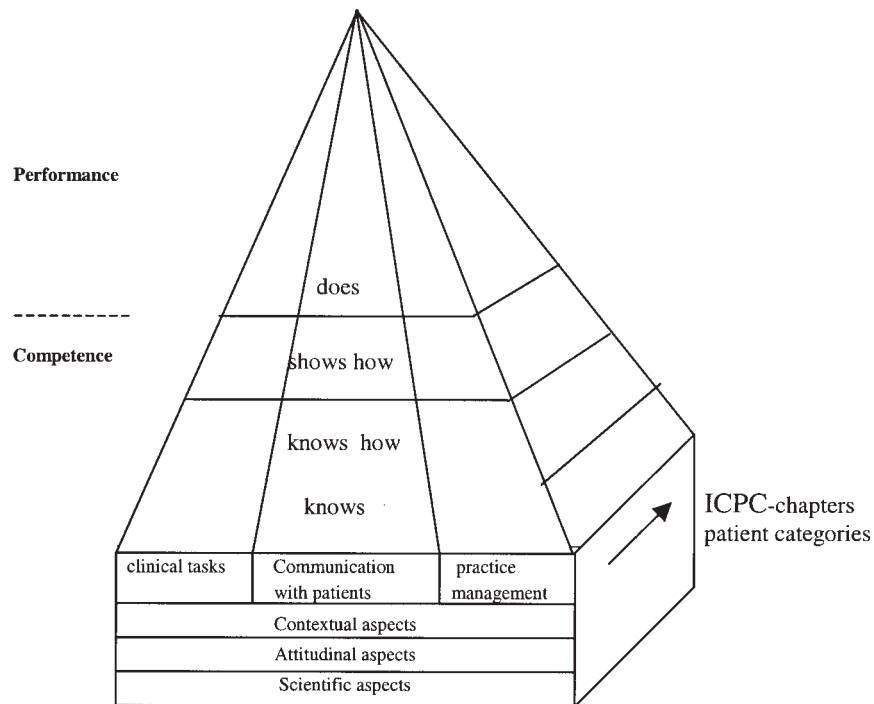 Performance
does
Competence
shows how
knows how
knows
ICPC-chapters
patient categories
clinical tasks
Communication
with patients
practice
management
Contextual aspects
Attitudinal aspects
Scientific aspects